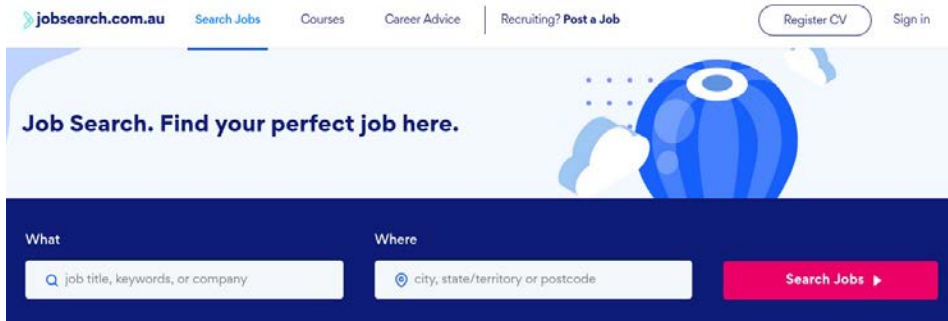 jobsearch.com.au Search Jobs Courses Career Advice Recruiting? Post a Job Register CV Sign in
Job Search. Find your perfect job here.
What Where
job title, keywords, or company city, state/territory or postcode Search Jobs